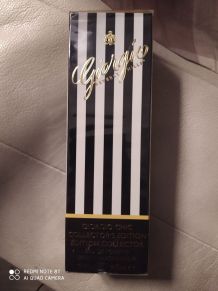 Giorgio
GIORGIO CHIC
COLLECTOR'S EDITION
EDITION COLLECTOR
REDMI NOTE 8T
AI QUAD CAMERA